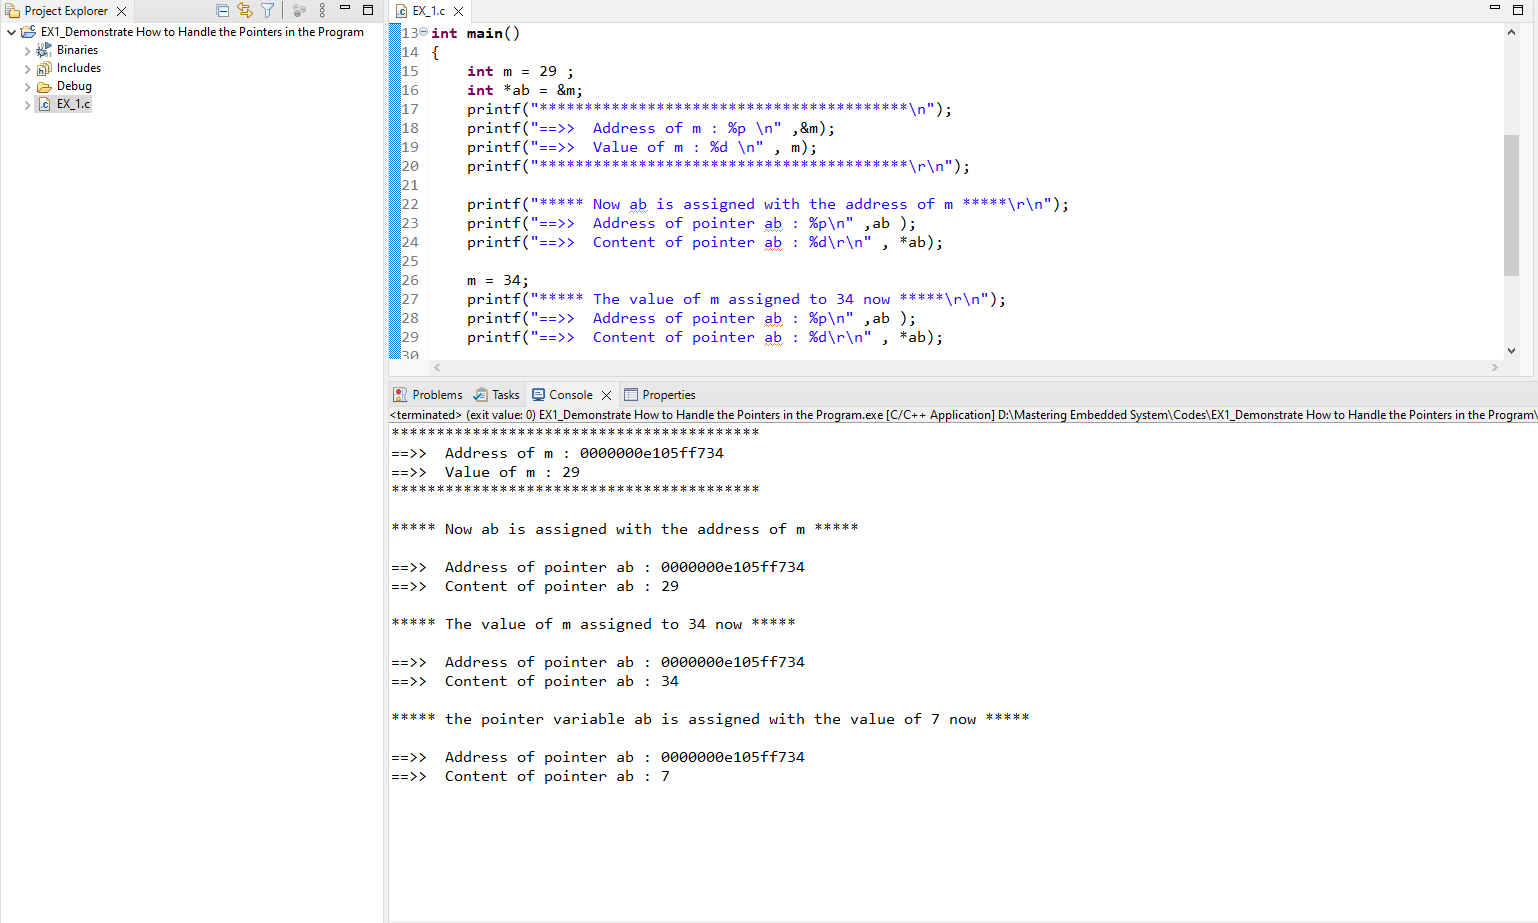 Project Explorer
EX1_Demonstrate How to Handle the Pointers in the Program
Binaries
Includes
Debug
EX_1.c
EX_1.c
13 int main()
14 {
15     int m = 29 ;
16     int *ab = &m;
17     printf("*****************************************\n");
18     printf("==>>  Address of m : %p \n" ,&m);
19     printf("==>>  Value of m : %d \n" , m);
20     printf("*****************************************\r\n");
21
22     printf("***** Now ab is assigned with the address of m *****\r\n");
23     printf("==>>  Address of pointer ab : %p\n" ,ab );
24     printf("==>>  Content of pointer ab : %d\r\n" , *ab);
25
26     m = 34;
27     printf("***** The value of m assigned to 34 now *****\r\n");
28     printf("==>>  Address of pointer ab : %p\n" ,ab );
29     printf("==>>  Content of pointer ab : %d\r\n" , *ab);
30
Problems Tasks Console Properties
<terminated> (exit value: 0) EX1_Demonstrate How to Handle the Pointers in the Program.exe [C/C++ Application] D:\Mastering Embedded System\Codes\EX1_Demonstrate How to Handle the Pointers in the Program\
*****************************************
==>>  Address of m : 0000000e105ff734
==>>  Value of m : 29
*****************************************
***** Now ab is assigned with the address of m *****
==>>  Address of pointer ab : 0000000e105ff734
==>>  Content of pointer ab : 29
***** The value of m assigned to 34 now *****
==>>  Address of pointer ab : 0000000e105ff734
==>>  Content of pointer ab : 34
***** the pointer variable ab is assigned with the value of 7 now *****
==>>  Address of pointer ab : 0000000e105ff734
==>>  Content of pointer ab : 7